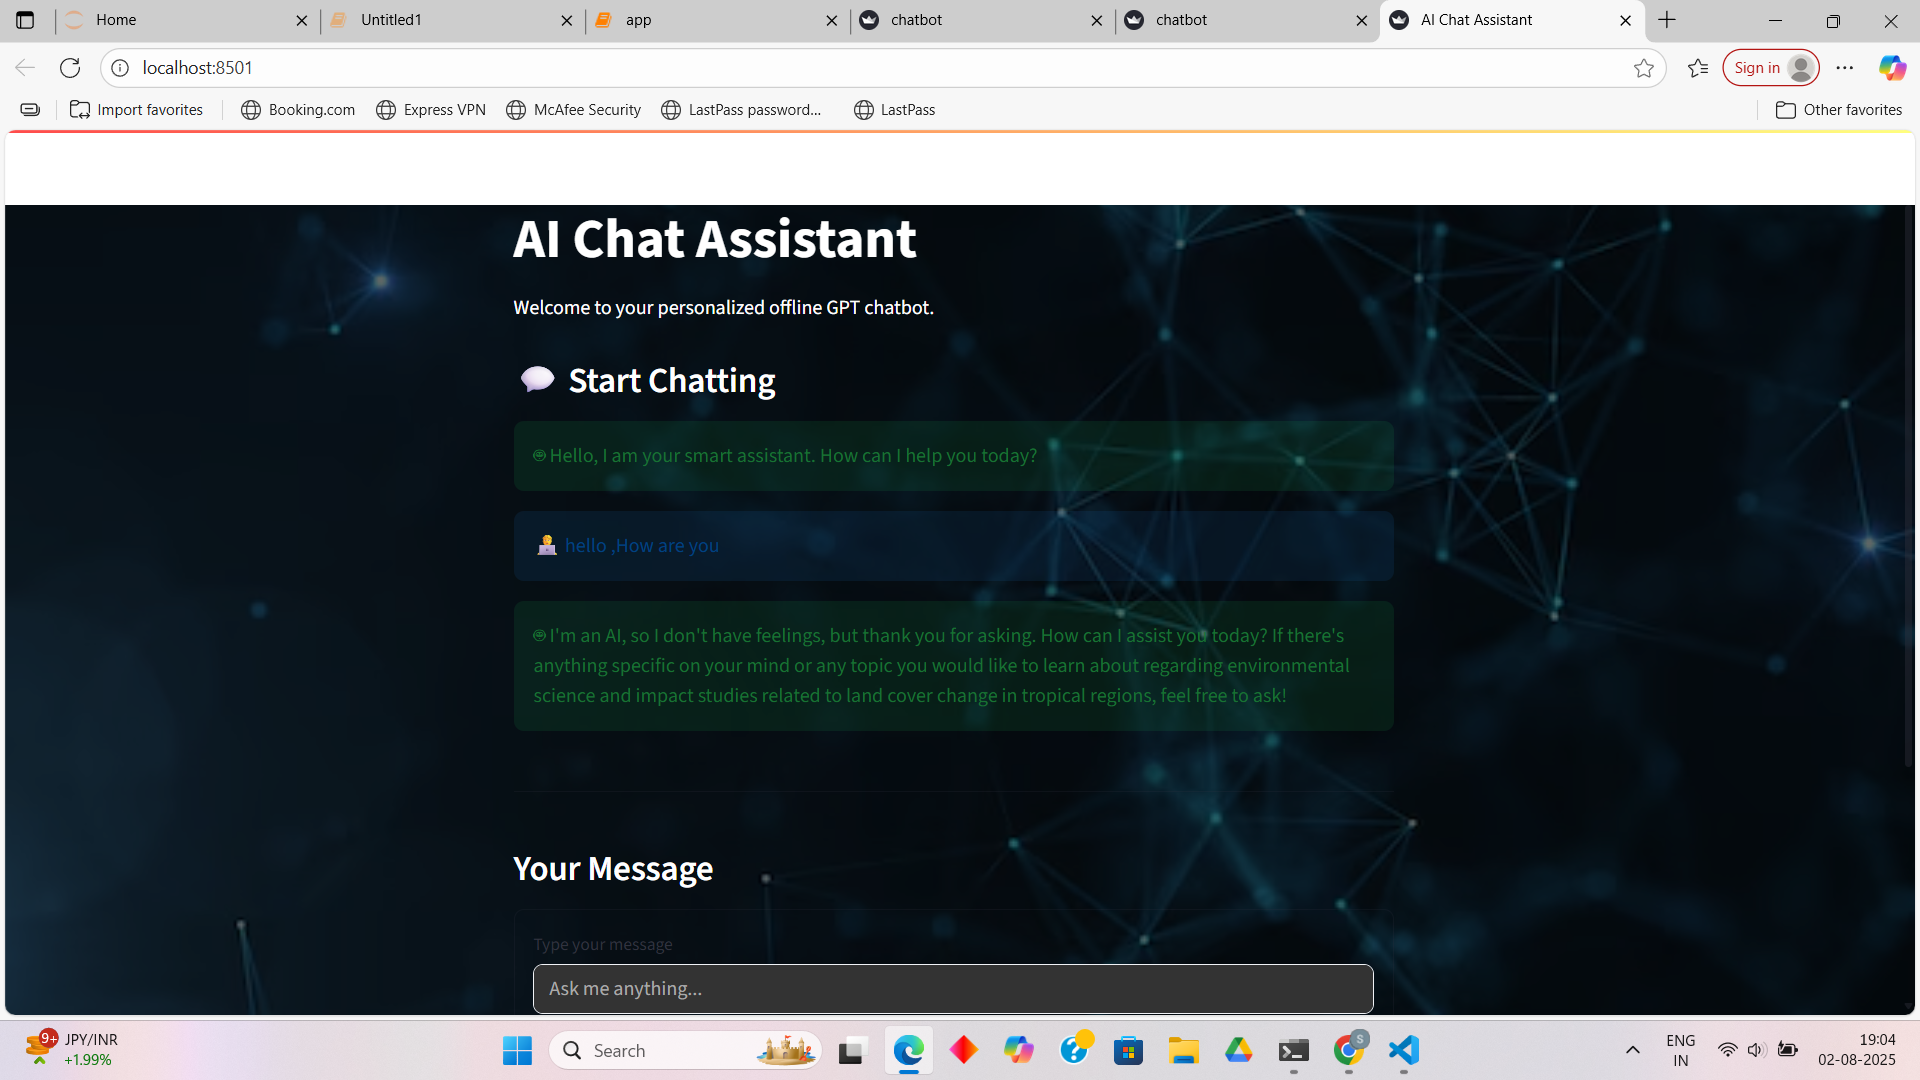 Home
Untitled1
app
chatbot
chatbot
AI Chat Assistant
localhost:8501
Sign in
Import favorites
Booking.com
Express VPN
McAfee Security
LastPass password...
LastPass
Other favorites
AI Chat Assistant
Welcome to your personalized offline GPT chatbot.
Start Chatting
Hello, I am your smart assistant. How can I help you today?
hello ,How are you
I'm an AI, so I don't have feelings, but thank you for asking. How can I assist you today? If there's
anything specific on your mind or any topic you would like to learn about regarding environmental
science and impact studies related to land cover change in tropical regions, feel free to ask!
Your Message
Type your message
Ask me anything...
9+
JPY/INR
+1.99%
Search
S
ENG
IN
19:04
02-08-2025